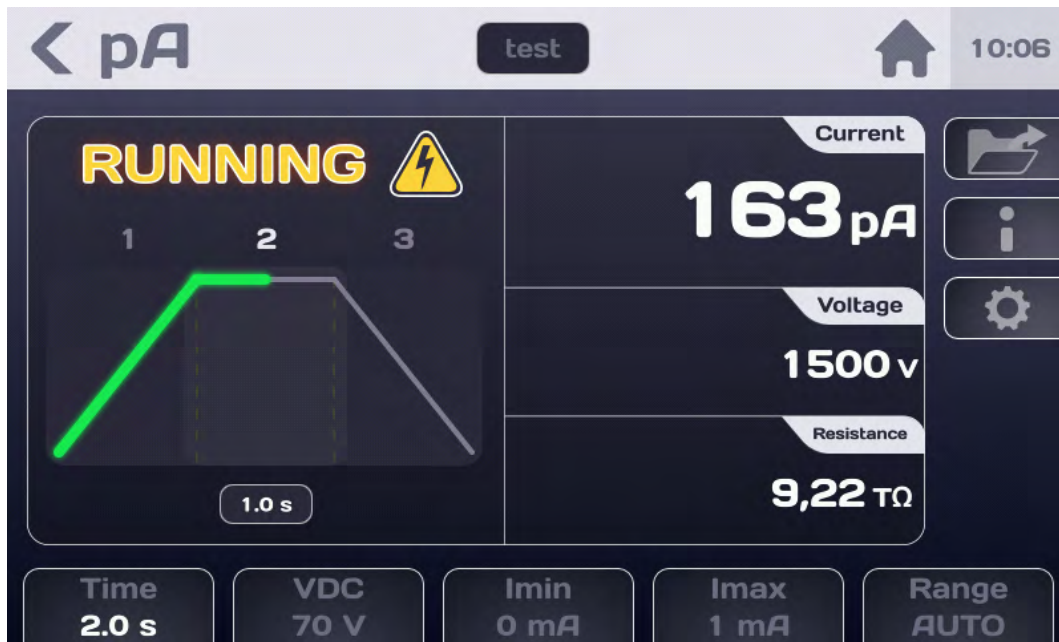 pA
test
10:06
RUNNING
1 2 3
1.0 s
Current
163 pA
Voltage
1500 V
Resistance
9,22 TΩ
Time
2.0 s
VDC
70 V
Imin
0 mA
Imax
1 mA
Range
AUTO